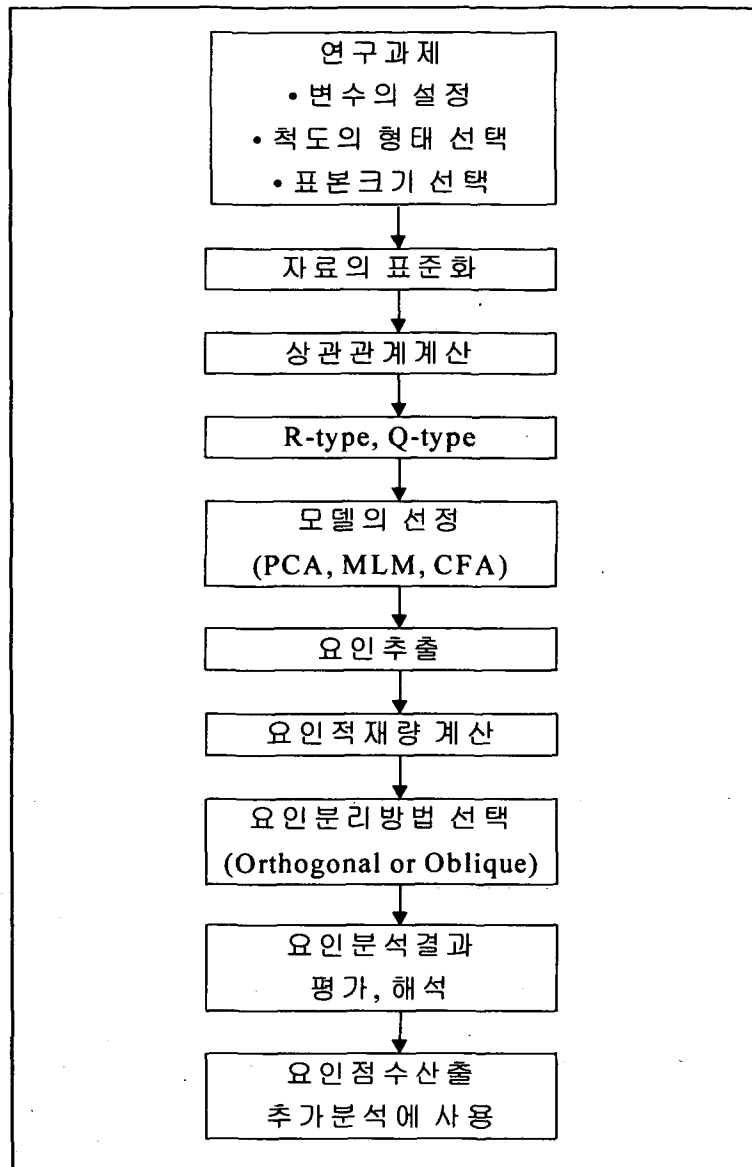 연구과제
• 변수의 설정
• 척도의 형태 선택
• 표본크기 선택
자료의 표준화
상관관계계산
R-type, Q-type
모델의 선정
(PCA, MLM, CFA)
요인추출
요인적재량 계산
요인분리방법 선택
(Orthogonal or Oblique)
요인분석결과
평가, 해석
요인점수산출
추가분석에 사용